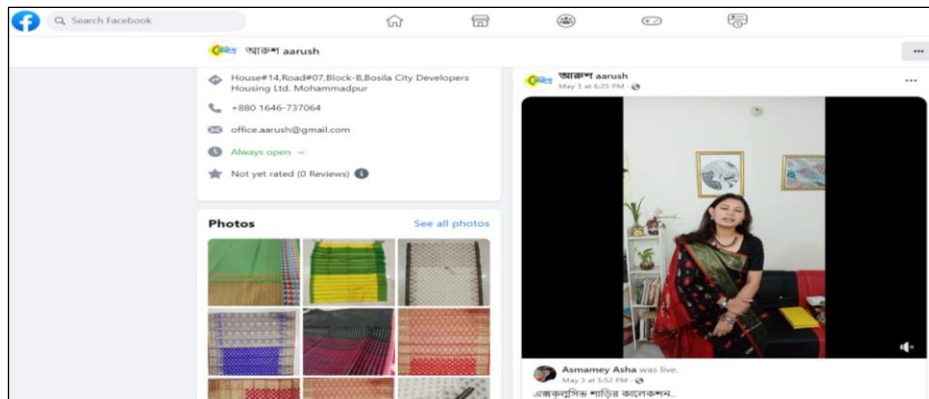 Search Facebook
আরুশ aarush
House#14,Road#07,Block-B,Bosila City Developers
Housing Ltd. Mohammadpur
+880 1646-737064
office.aarush@gmail.com
Always open
Not yet rated (0 Reviews)
Photos
See all photos
আরুশ aarush
May 3 at 6:25 PM ·
Asmamey Asha was live.
May 3 at 5:52 PM ·
এক্সক্লুসিভ শাড়ির কালেকশন..